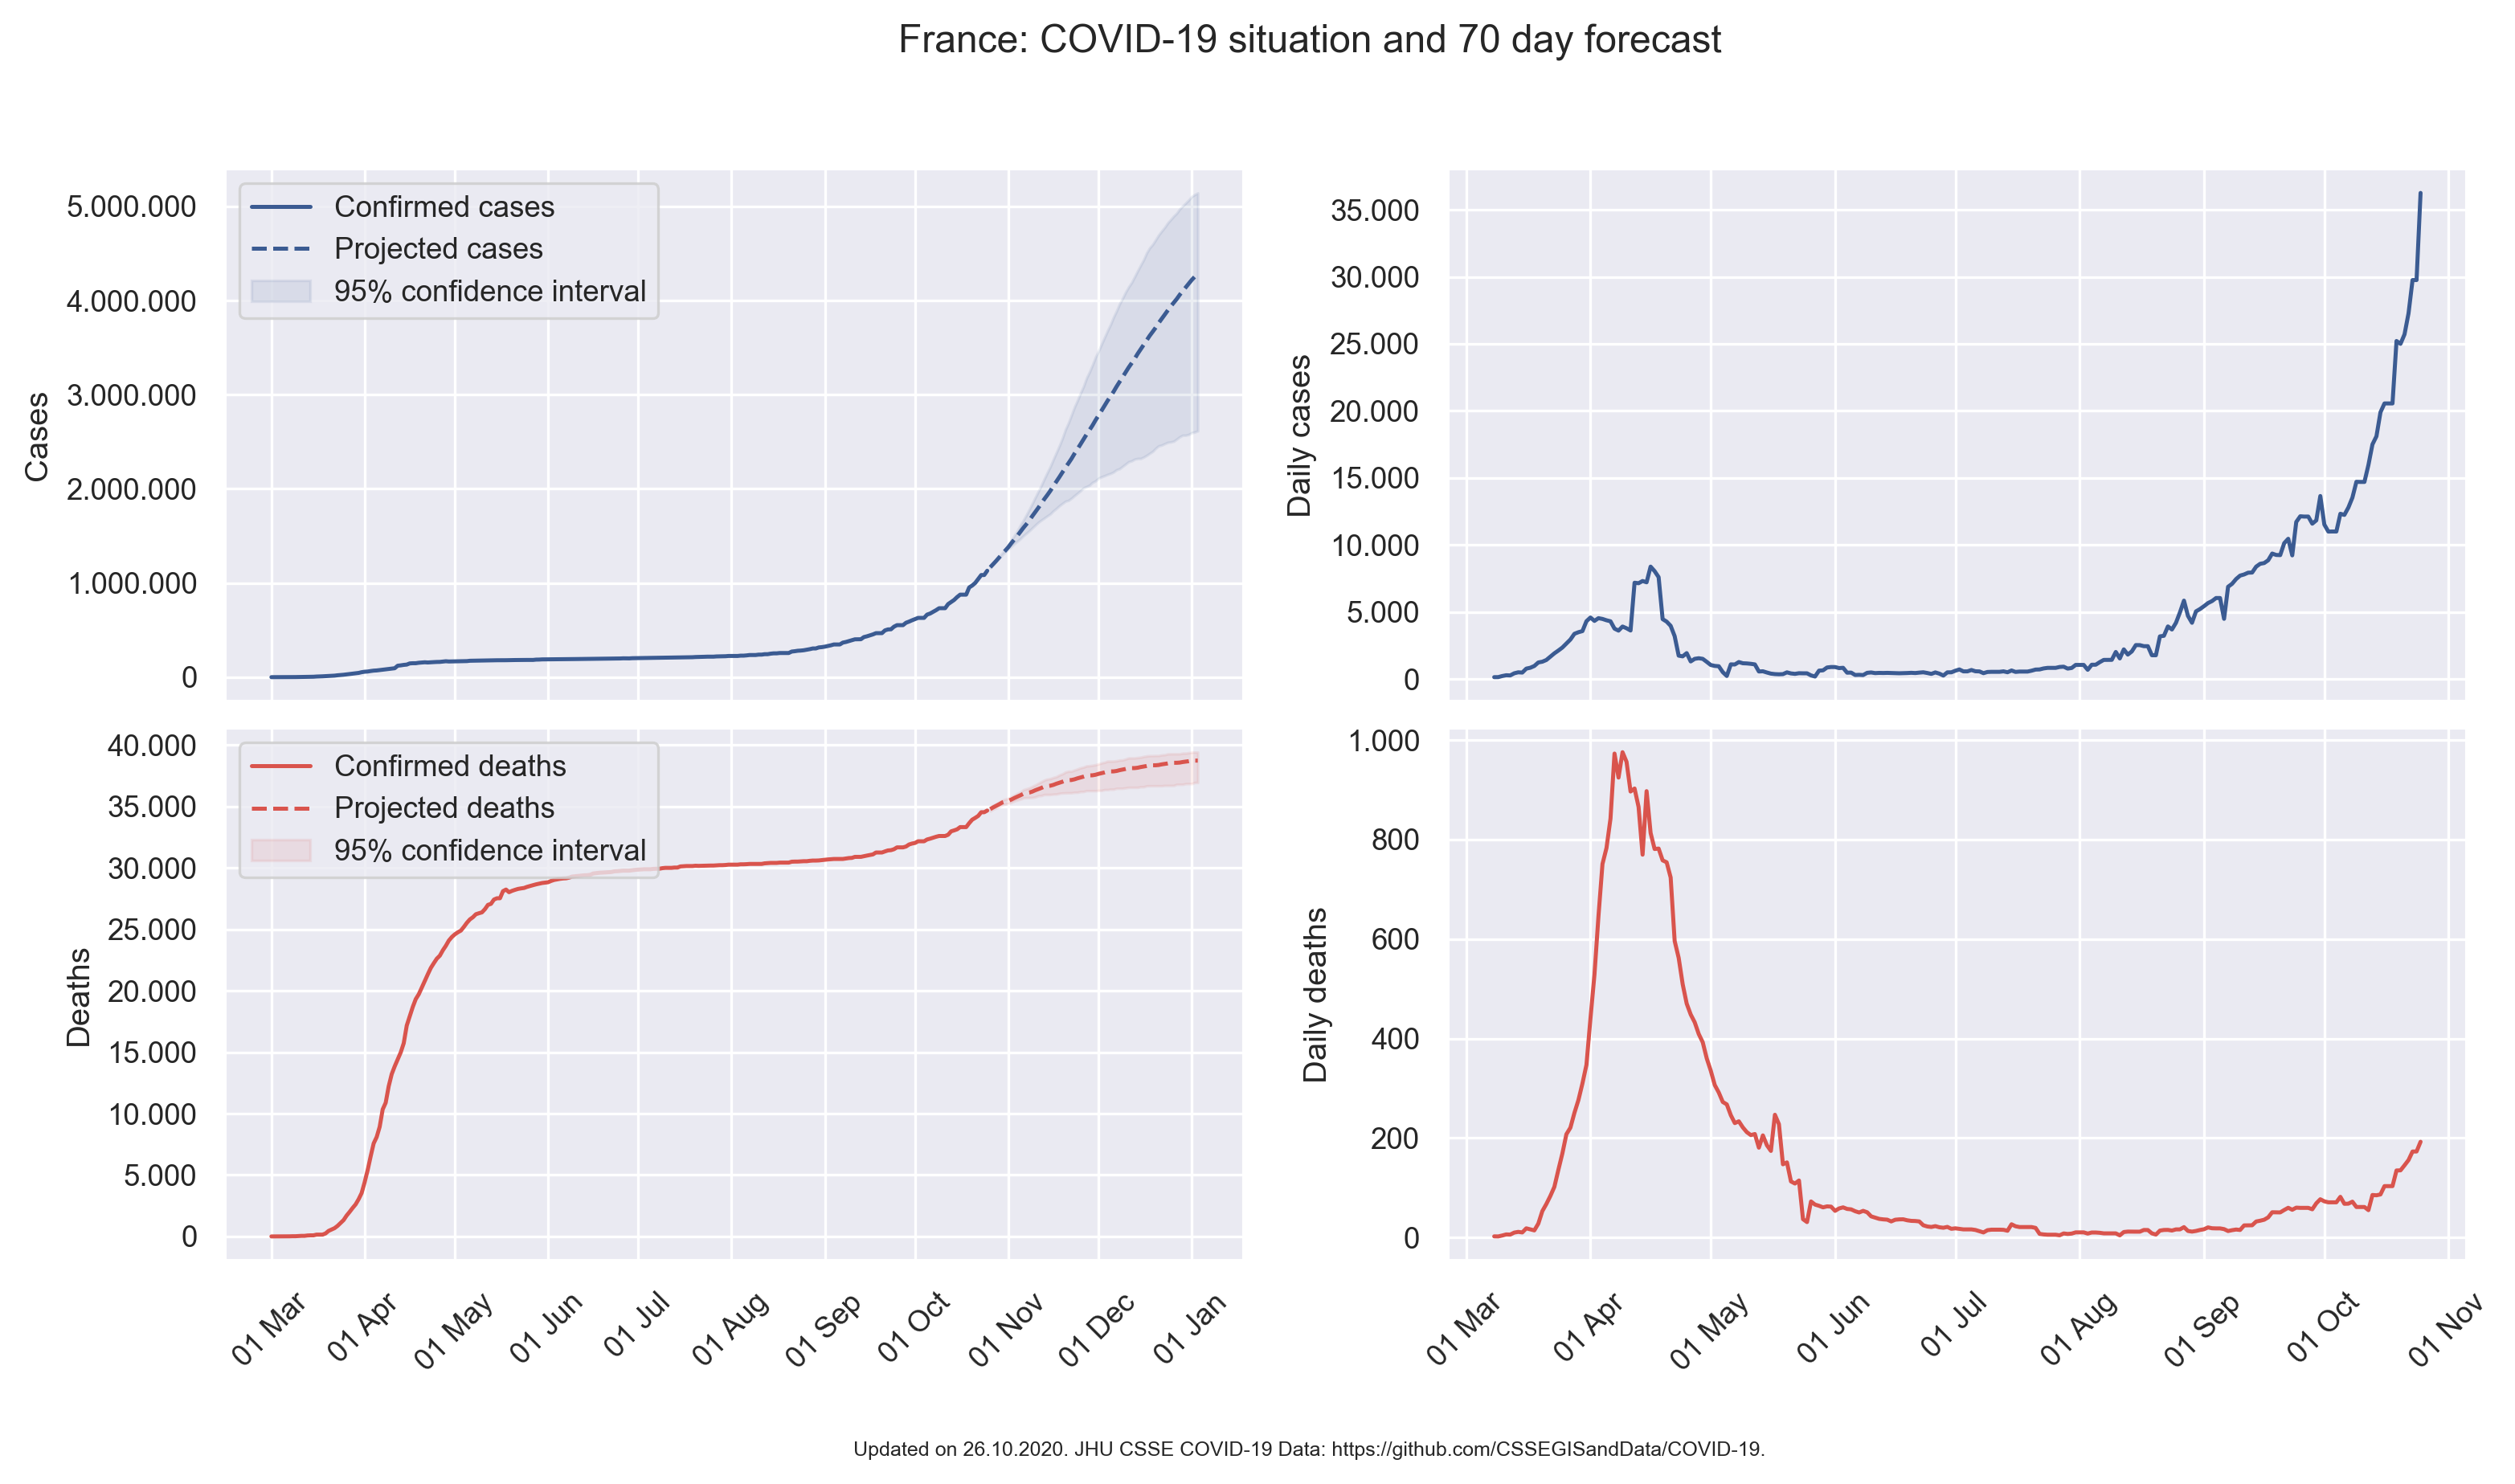 France: COVID-19 situation and 70 day forecast
Confirmed cases
Projected cases
95% confidence interval
5.000.000
4.000.000
3.000.000
2.000.000
1.000.000
0
Cases
35.000
30.000
25.000
20.000
15.000
10.000
5.000
0
Daily cases
Confirmed deaths
Projected deaths
95% confidence interval
40.000
35.000
30.000
25.000
20.000
15.000
10.000
5.000
0
Deaths
01 Mar
01 Apr
01 May
01 Jun
01 Jul
01 Aug
01 Sep
01 Oct
01 Nov
01 Dec
01 Jan
1.000
800
600
400
200
0
Daily deaths
01 Mar
01 Apr
01 May
01 Jun
01 Jul
01 Aug
01 Sep
01 Oct
01 Nov
Updated on 26.10.2020. JHU CSSE COVID-19 Data: https://github.com/CSSEGISandData/COVID-19.